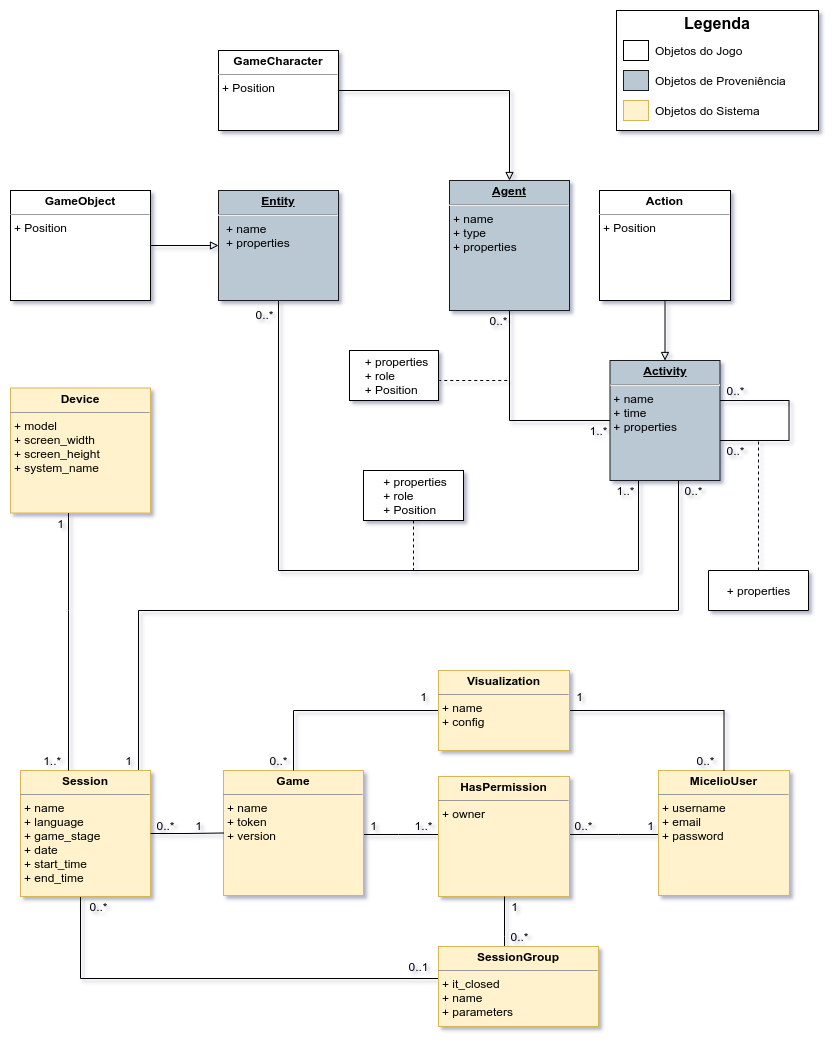 Legenda
Objetos do Jogo
Objetos de Proveniência
Objetos do Sistema
GameCharacter
+ Position
GameObject
+ Position
Entity
+ name
+ properties
0..*
Agent
+ name
+ type
+ properties
0..*
Action
+ Position
+ properties
+ role
+ Position
Activity
+ name
+ time
+ properties
0..*
0..*
1..*
1..*
0..*
+ properties
+ role
+ Position
+ properties
Device
+ model
+ screen_width
+ screen_height
+ system_name
1
1..*
1
Visualization
+ name
+ config
1
1
0..*
0..*
Session
+ name
+ language
+ game_stage
+ date
+ start_time
+ end_time
0..*
1
0..*
Game
+ name
+ token
+ version
1
1..*
HasPermission
+ owner
0..*
1
1
0..*
MicelioUser
+ username
+ email
+ password
0..1
SessionGroup
+ it_closed
+ name
+ parameters